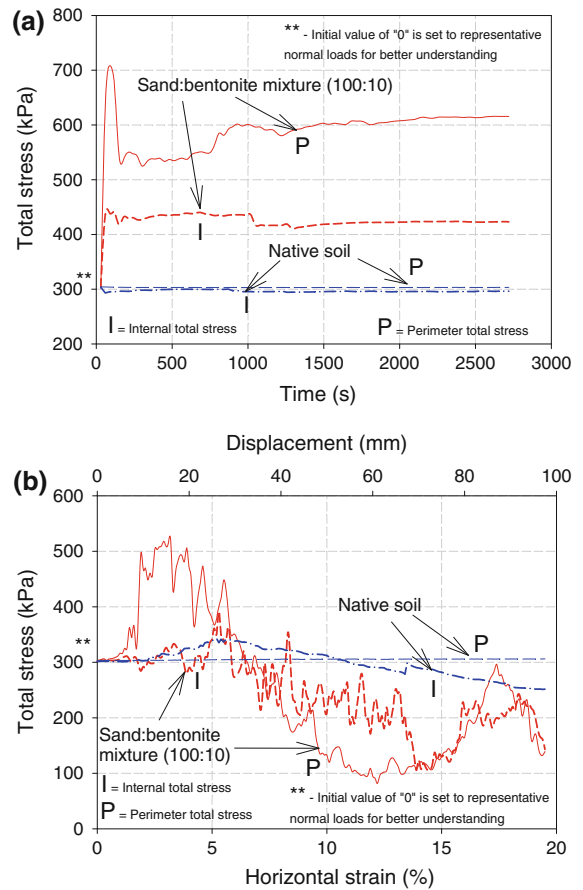 (a)
** - Initial value of "0" is set to representative
normal loads for better understanding
Sand:bentonite mixture (100:10)
P
I
Native soil
P
I
**
I = Internal total stress
P = Perimeter total stress
Total stress (kPa)
800
700
600
500
400
300
200
0 500 1000 1500 2000 2500 3000
Time (s)
(b)
Displacement (mm)
0 20 40 60 80 100
Total stress (kPa)
600
500
400
300
200
100
0
**
Native soil
P
I
I
Sand:bentonite
mixture (100:10)
P
I = Internal total stress
P = Perimeter total stress
** - Initial value of "0" is set to representative
normal loads for better understanding
0 5 10 15 20
Horizontal strain (%)